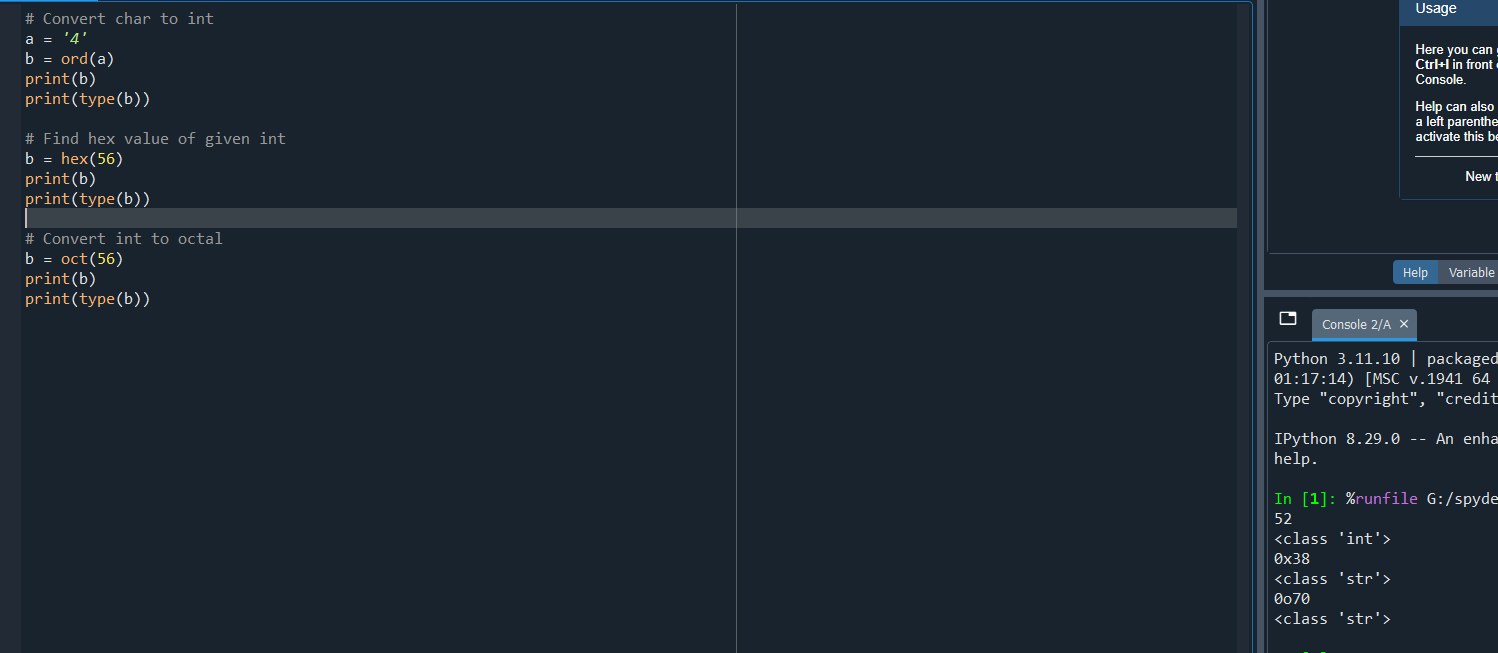 # Convert char to int
a = '4'
b = ord(a)
print(b)
print(type(b))
# Find hex value of given int
b = hex(56)
print(b)
print(type(b))
# Convert int to octal
b = oct(56)
print(b)
print(type(b))
Usage
Here you can
Ctrl+I in front
Console.
Help can also
a left parenthe
activate this be
New t
Help Variable
Console 2/A
Python 3.11.10 | packaged
01:17:14) [MSC v.1941 64
Type "copyright", "credit
IPython 8.29.0 -- An enha
help.
In [1]: %runfile G:/spyde
52
<class 'int'>
0x38
<class 'str'>
0o70
<class 'str'>